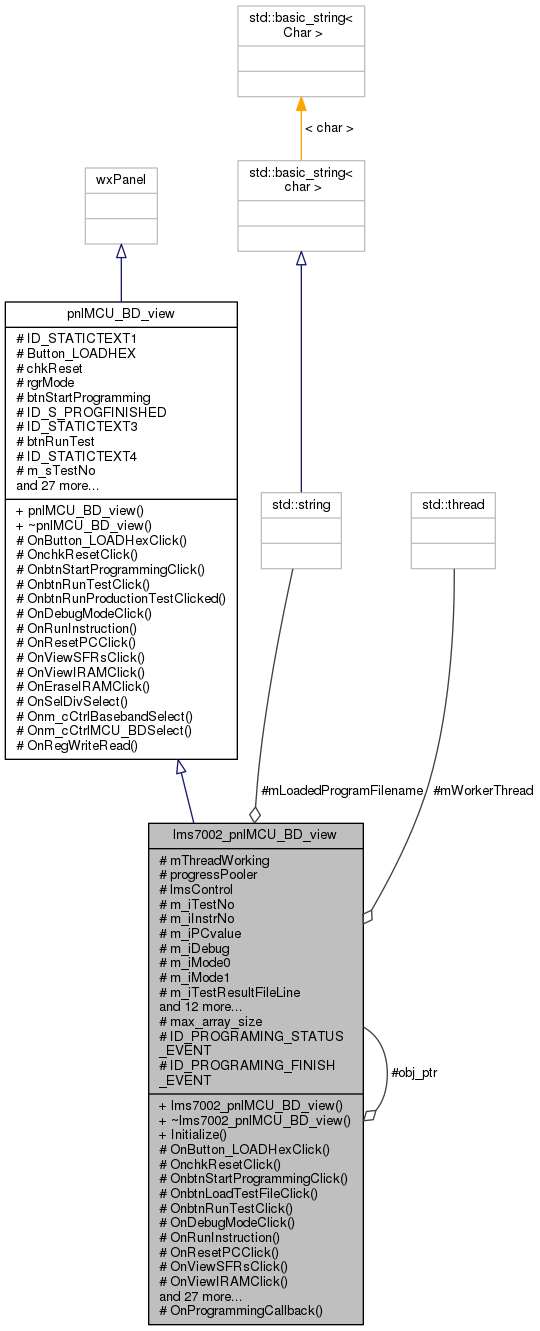 std::basic_string<
Char >
< char >
std::basic_string<
char >
wxPanel
pnlMCU_BD_view
# ID_STATICTEXT1
# Button_LOADHEX
# chkReset
# rgrMode
# btnStartProgramming
# ID_S_PROGFINISHED
# ID_STATICTEXT3
# btnRunTest
# ID_STATICTEXT4
# m_sTestNo
and 27 more...
+ pnlMCU_BD_view()
+ ~pnlMCU_BD_view()
# OnButton_LOADHexClick()
# OnchkResetClick()
# OnbtnStartProgrammingClick()
# OnbtnRunTestClick()
# OnbtnRunProductionTestClicked()
# OnDebugModeClick()
# OnRunInstruction()
# OnResetPCClick()
# OnViewSFRsClick()
# OnViewIRAMClick()
# OnEraseIRAMClick()
# OnSelDivSelect()
# Onm_cCtrlBasebandSelect()
# Onm_cCtrlMCU_BDSelect()
# OnRegWriteRead()
std::string
std::thread
#mLoadedProgramFilename
#mWorkerThread
lms7002_pnlMCU_BD_view
# mThreadWorking
# progressPooler
# lmsControl
# m_iTestNo
# m_iInstrNo
# m_iPCvalue
# m_iDebug
# m_iMode0
# m_iMode1
# m_iTestResultFileLine
and 12 more...
# max_array_size
# ID_PROGRAMING_STATUS
_EVENT
# ID_PROGRAMING_FINISH
_EVENT
+ lms7002_pnlMCU_BD_view()
+ ~lms7002_pnlMCU_BD_view()
+ Initialize()
# OnButton_LOADHexClick()
# OnchkResetClick()
# OnbtnStartProgrammingClick()
# OnbtnLoadTestFileClick()
# OnbtnRunTestClick()
# OnDebugModeClick()
# OnRunInstruction()
# OnResetPCClick()
# OnViewSFRsClick()
# OnViewIRAMClick()
and 27 more...
# OnProgrammingCallback()
#obj_ptr